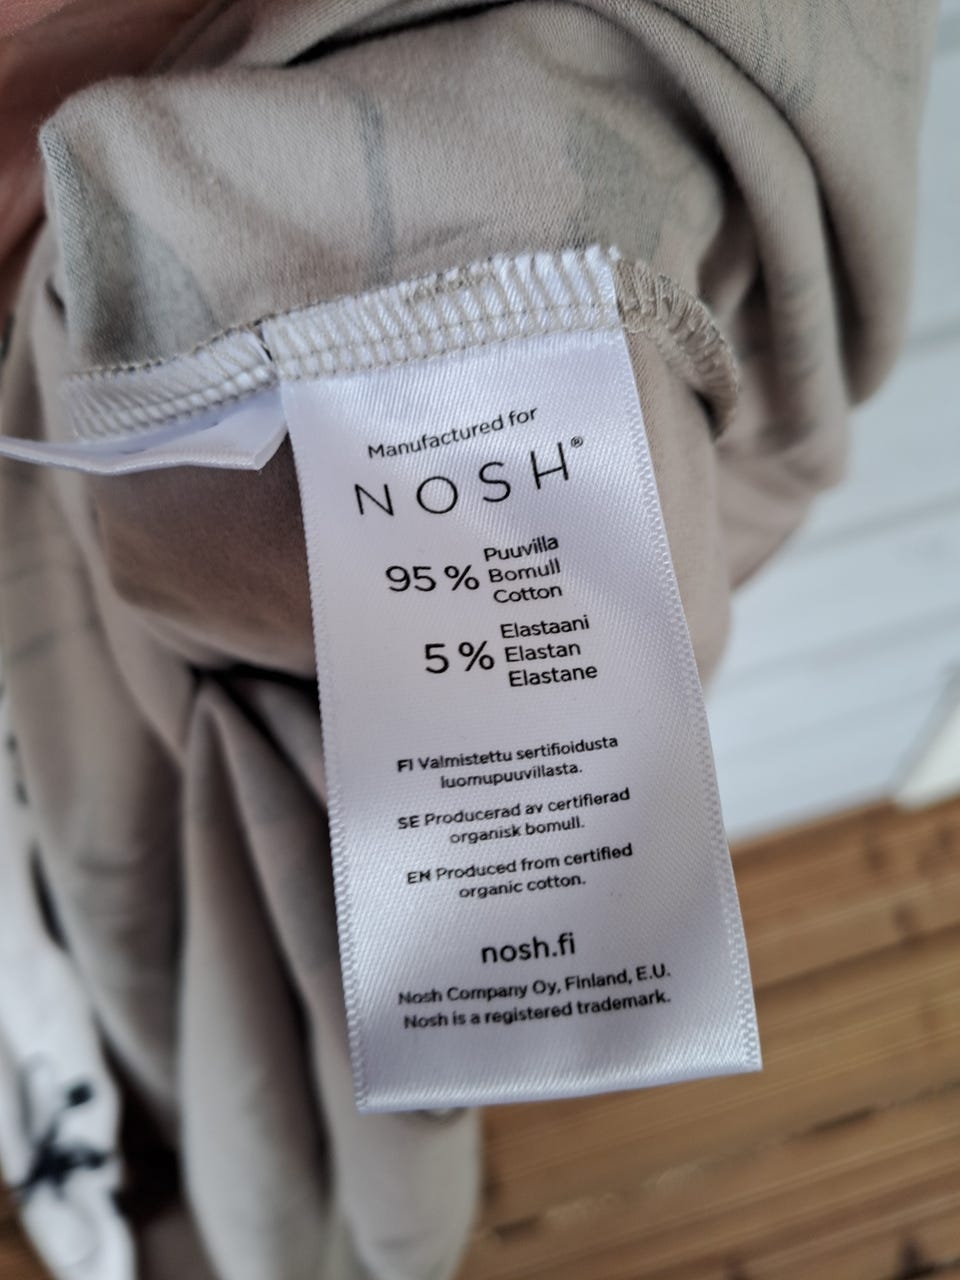 Manufactured for
NOSH®
95 % Puuvilla
Bomull
Cotton
5 % Elastaani
Elastan
Elastane
FI Valmistettu sertifioidusta
luomupuuvillasta.
SE Producerad av certifierad
organisk bomull.
EN Produced from certified
organic cotton.
nosh.fi
Nosh Company Oy, Finland, E.U.
Nosh is a registered trademark.